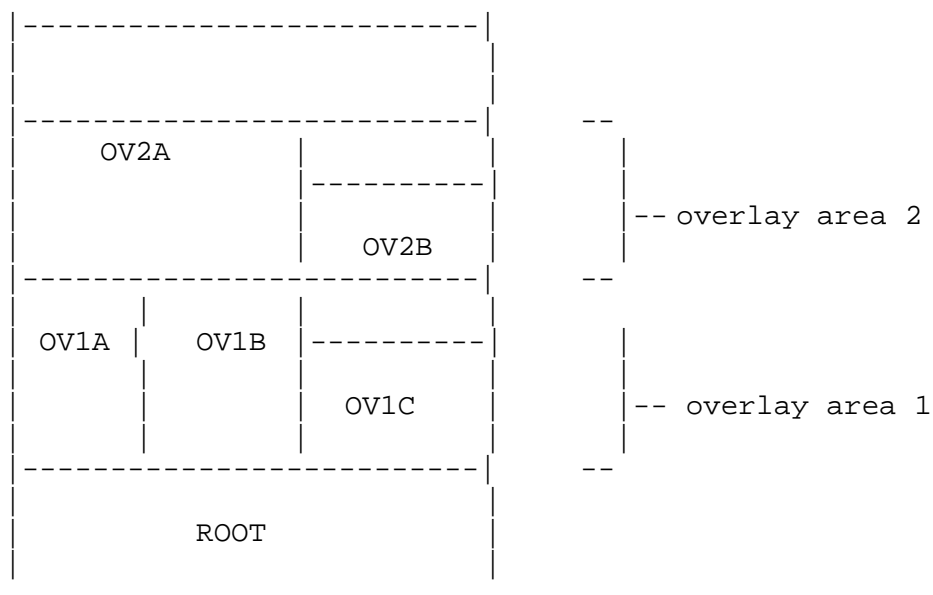 OV2A
-- overlay area 2
OV2B
OV1A OV1B
OV1C -- overlay area 1
ROOT